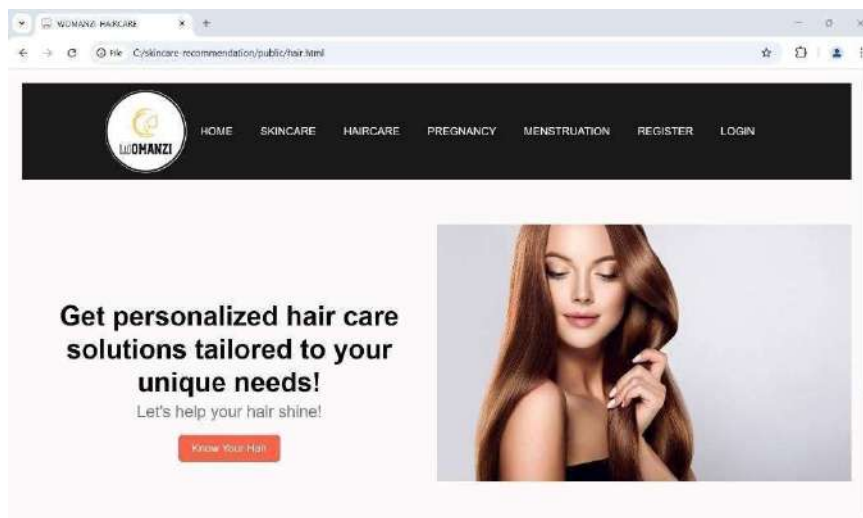 WOMANZI HAIRCARE
File C:/skincare-recommendation/public/hair.html
WOMANZI
HOME SKINCARE HAIRCARE PREGNANCY MENSTRUATION REGISTER LOGIN
Get personalized hair care
solutions tailored to your
unique needs!
Let's help your hair shine!
Know Your Hair